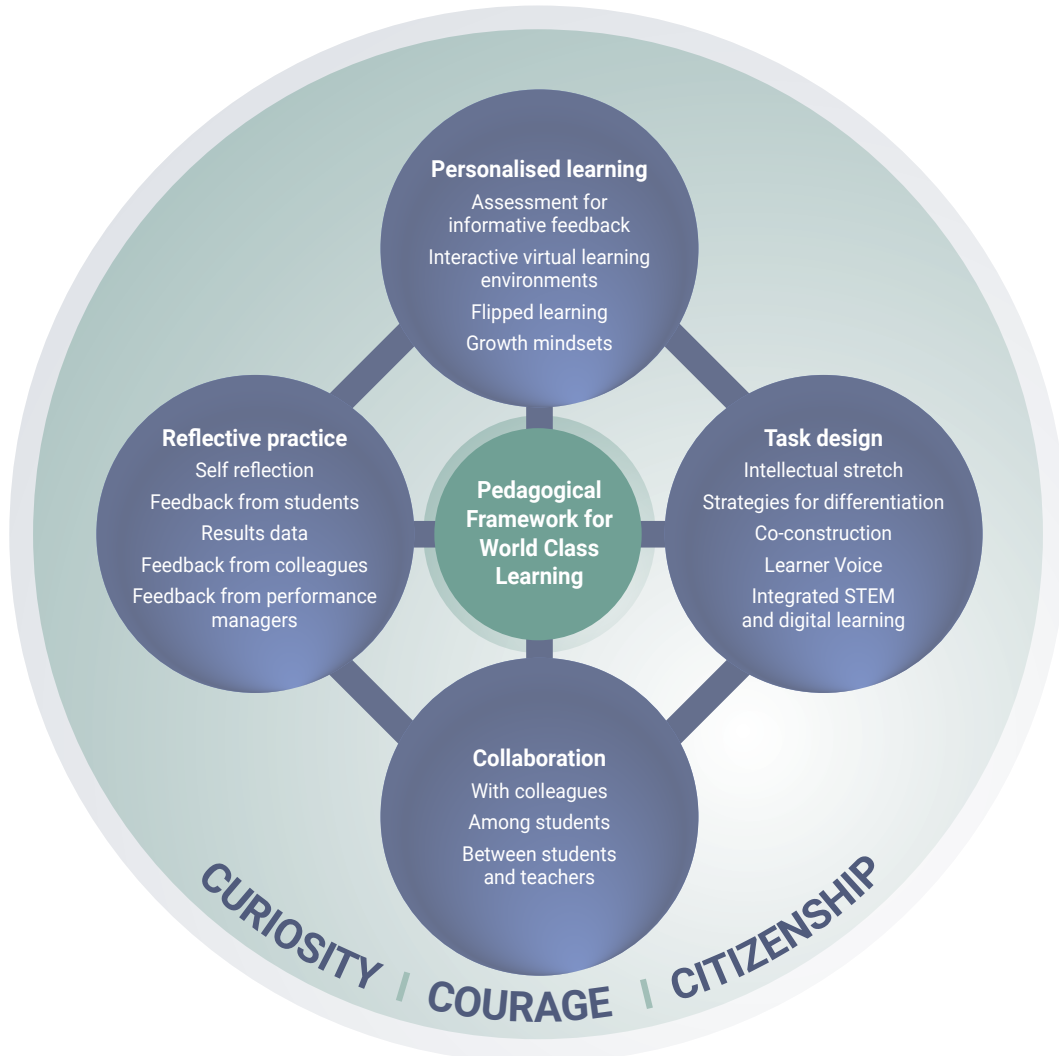 Personalised learning
Assessment for
informative feedback
Interactive virtual learning
environments
Flipped learning
Growth mindsets
Reflective practice
Self reflection
Feedback from students
Results data
Feedback from colleagues
Feedback from performance
managers
Pedagogical
Framework for
World Class
Learning
Task design
Intellectual stretch
Strategies for differentiation
Co-construction
Learner Voice
Integrated STEM
and digital learning
Collaboration
With colleagues
Among students
Between students
and teachers
CURIOSITY | COURAGE | CITIZENSHIP